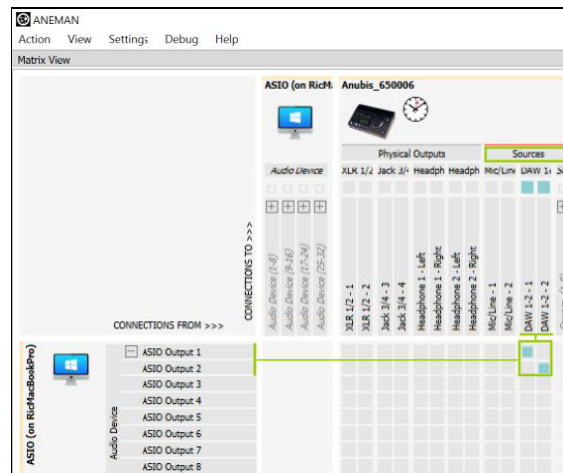 ANEMAN
Action View Settings Debug Help
Matrix View
ASIO (on RicM:
Anubis_650006
Physical Outputs
Sources
Audio Device
XLR 1/2
Jack 3/4
Headph
Headph
Mic/Line
DAW 1-
CONNECTIONS TO >>>
Audio Device (1-8)
Audio Device (9-16)
Audio Device (17-24)
Audio Device (25-32)
XLR 1/2 - 1
XLR 1/2 - 2
Jack 3/4 - 3
Jack 3/4 - 4
Headphone 1 - Left
Headphone 1 - Right
Headphone 2 - Left
Headphone 2 - Right
Mic/Line - 1
Mic/Line - 2
DAW 1-2 - 1
DAW 1-2 - 2
CONNECTIONS FROM >>>
ASIO (on RicMacBookPro)
Audio Device
ASIO Output 1
ASIO Output 2
ASIO Output 3
ASIO Output 4
ASIO Output 5
ASIO Output 6
ASIO Output 7
ASIO Output 8